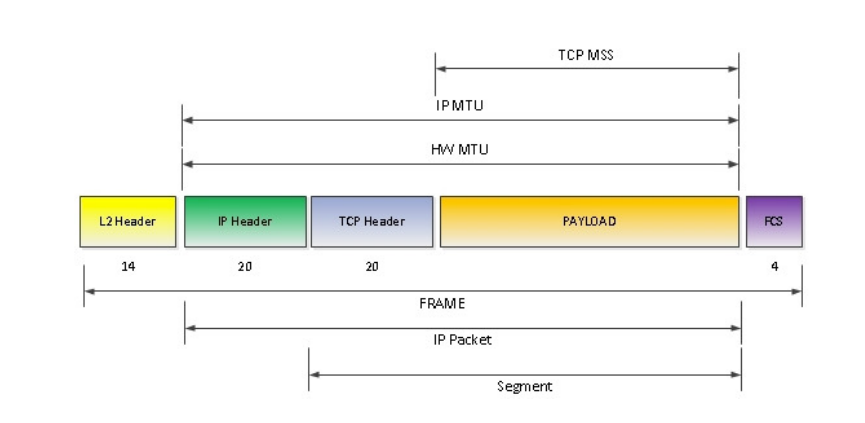 TCP MSS
IP MTU
HW MTU
L2 Header
IP Header
TCP Header
PAYLOAD
FCS
14
20
20
4
FRAME
IP Packet
Segment